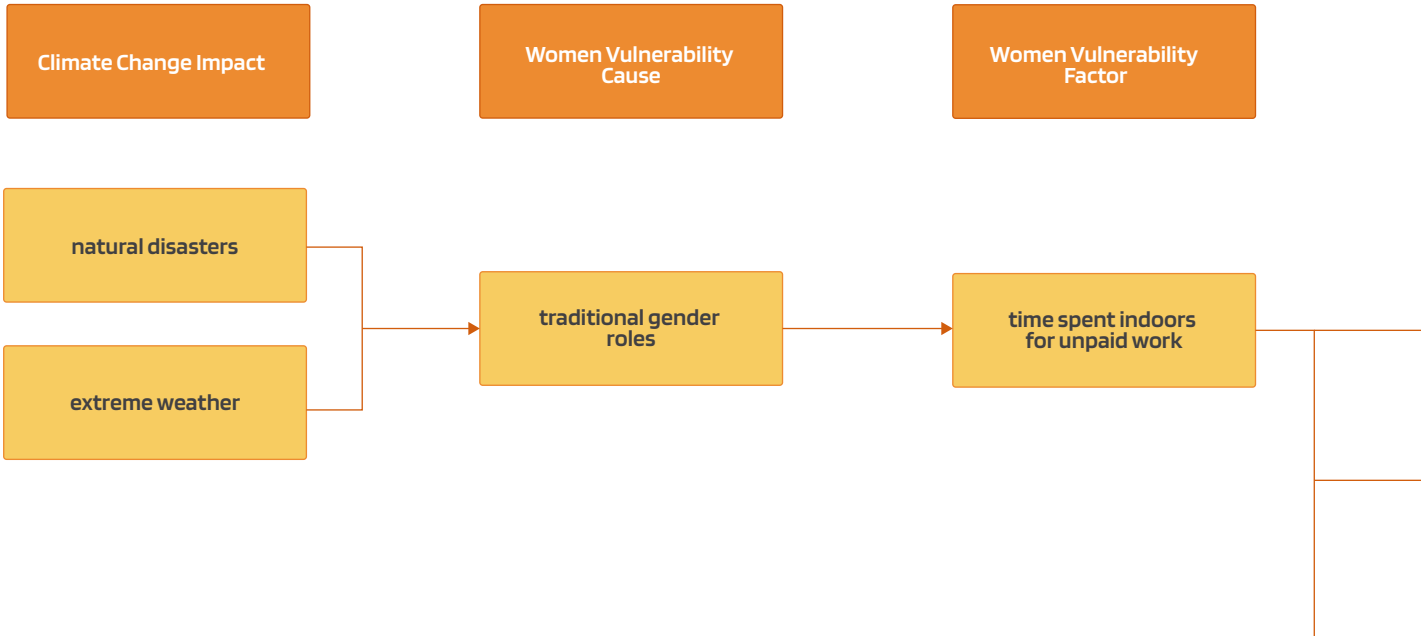 Climate Change Impact
Women Vulnerability
Cause
Women Vulnerability
Factor
natural disasters
extreme weather
traditional gender
roles
time spent indoors
for unpaid work